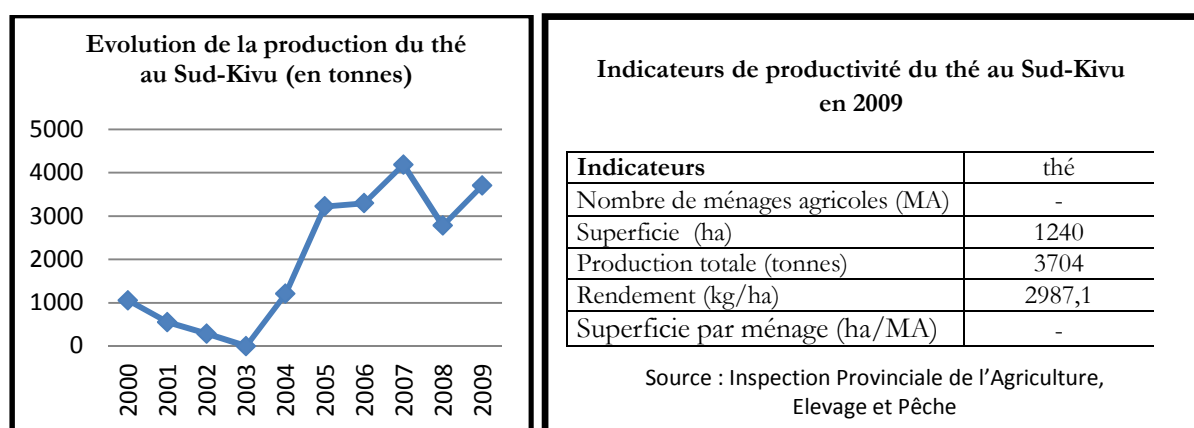 Evolution de la production du thé
au Sud-Kivu (en tonnes)
5000
4000
3000
2000
1000
0
2000
2001
2002
2003
2004
2005
2006
2007
2008
2009
Indicateurs de productivité du thé au Sud-Kivu
en 2009
Indicateurs thé
Nombre de ménages agricoles (MA) -
Superficie (ha) 1240
Production totale (tonnes) 3704
Rendement (kg/ha) 2987,1
Superficie par ménage (ha/MA) -
Source : Inspection Provinciale de l’Agriculture,
Elevage et Pêche